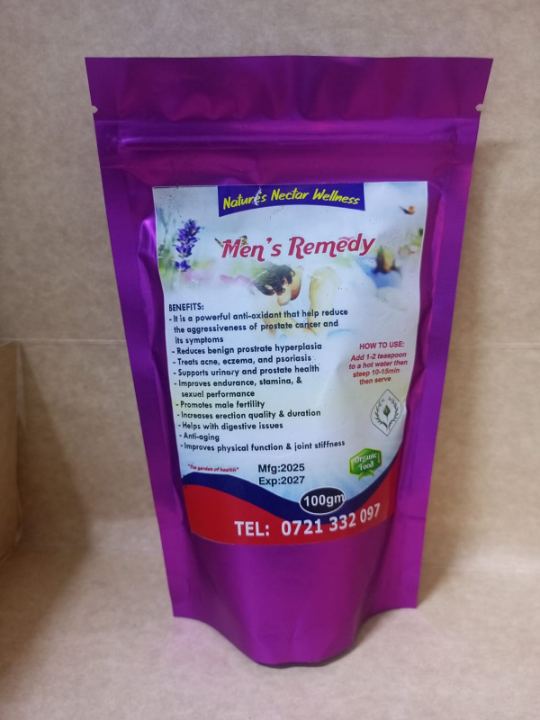 Nature's Nectar Wellness
Men's Remedy
BENEFITS:
- It is a powerful anti-oxidant that help reduce
the aggressiveness of prostate cancer and
its symptoms
- Reduces benign prostrate hyperplasia
- Treats acne, eczema, and psoriasis
- Supports urinary and prostate health
- Improves endurance, stamina, &
sexual performance
- Promotes male fertility
- Increases erection quality & duration
- Helps with digestive issues
- Anti-aging
- Improves physical function & joint stiffness
HOW TO USE:
Add 1-2 teaspoon
to a hot water then
steep 10-15min
then serve
"The garden of health"
Mfg:2025
Exp:2027
Organic
Food
100gm
TEL: 0721 332 097